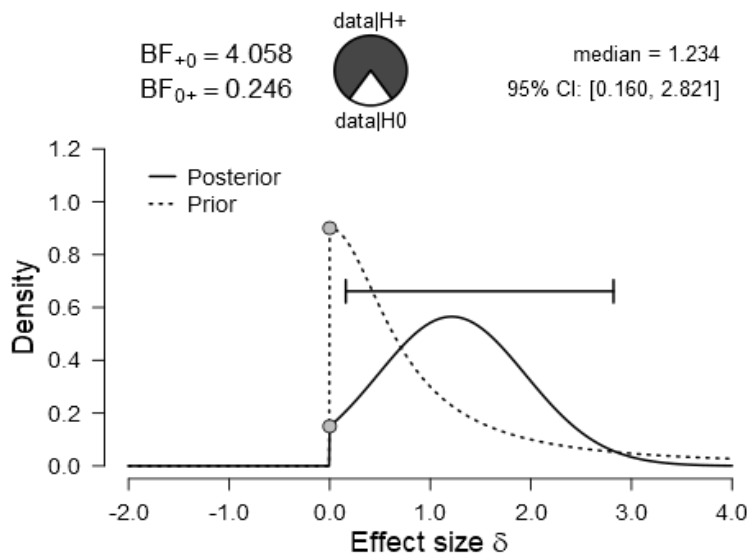 data|H+
BF+0 = 4.058
BF0+ = 0.246
median = 1.234
95% CI: [0.160, 2.821]
data|H0
1.2
1.0
0.8
0.6
0.4
0.2
0.0
Density
Posterior
Prior
-2.0 -1.0 0.0 1.0 2.0 3.0 4.0
Effect size δ